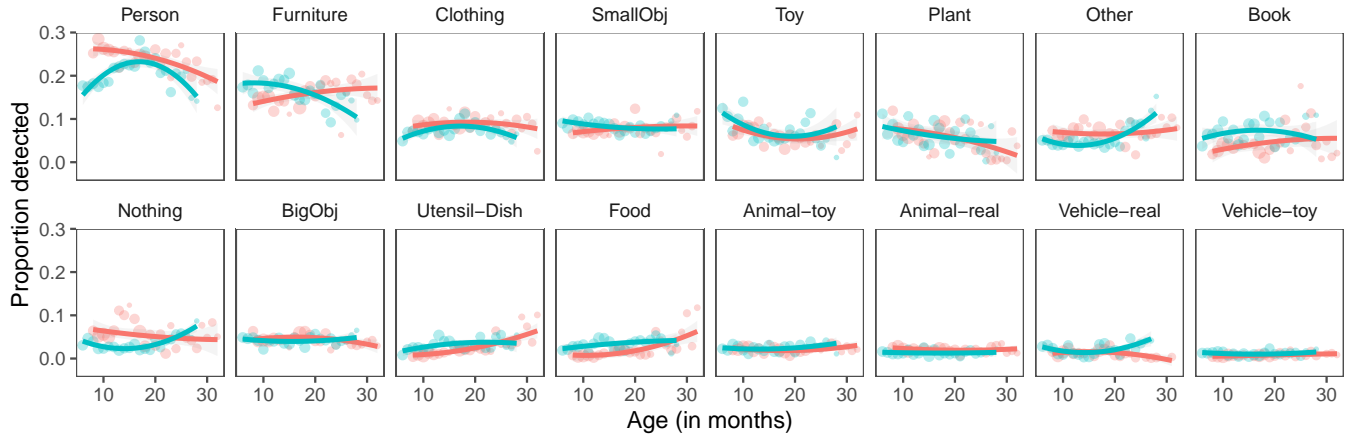 Person Furniture Clothing SmallObj Toy Plant Other Book
0.3
0.2
0.1
0.0
Nothing BigObj Utensil−Dish Food Animal−toy Animal−real Vehicle−real Vehicle−toy
0.3
0.2
0.1
0.0
Proportion detected
10 20 30 10 20 30 10 20 30 10 20 30 10 20 30 10 20 30 10 20 30 10 20 30
Age (in months)